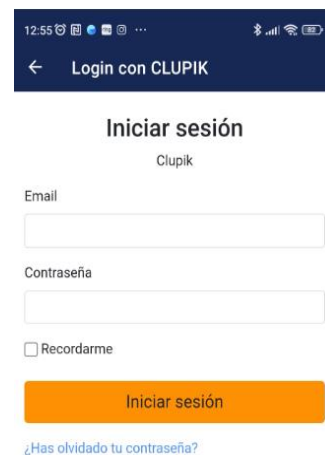 12:55
← Login con CLUPIK
Iniciar sesión
Clupik
Email
Contraseña
Recordarme
Iniciar sesión
¿Has olvidado tu contraseña?